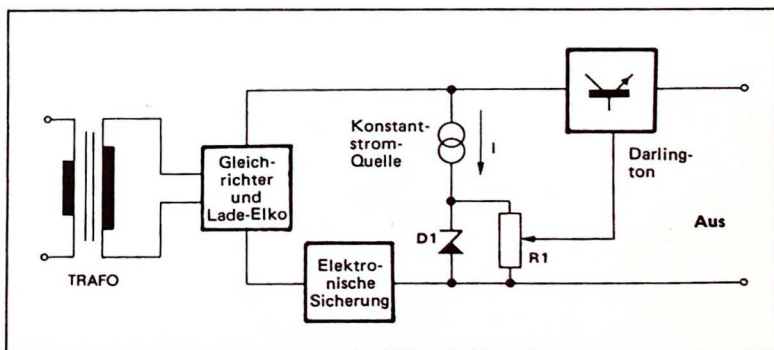 TRAFO
Gleich-
richter
und
Lade-Elko
Elektro-
nische
Sicherung
Konstant-
strom-
Quelle
I
D1
R1
Darling-
ton
Aus